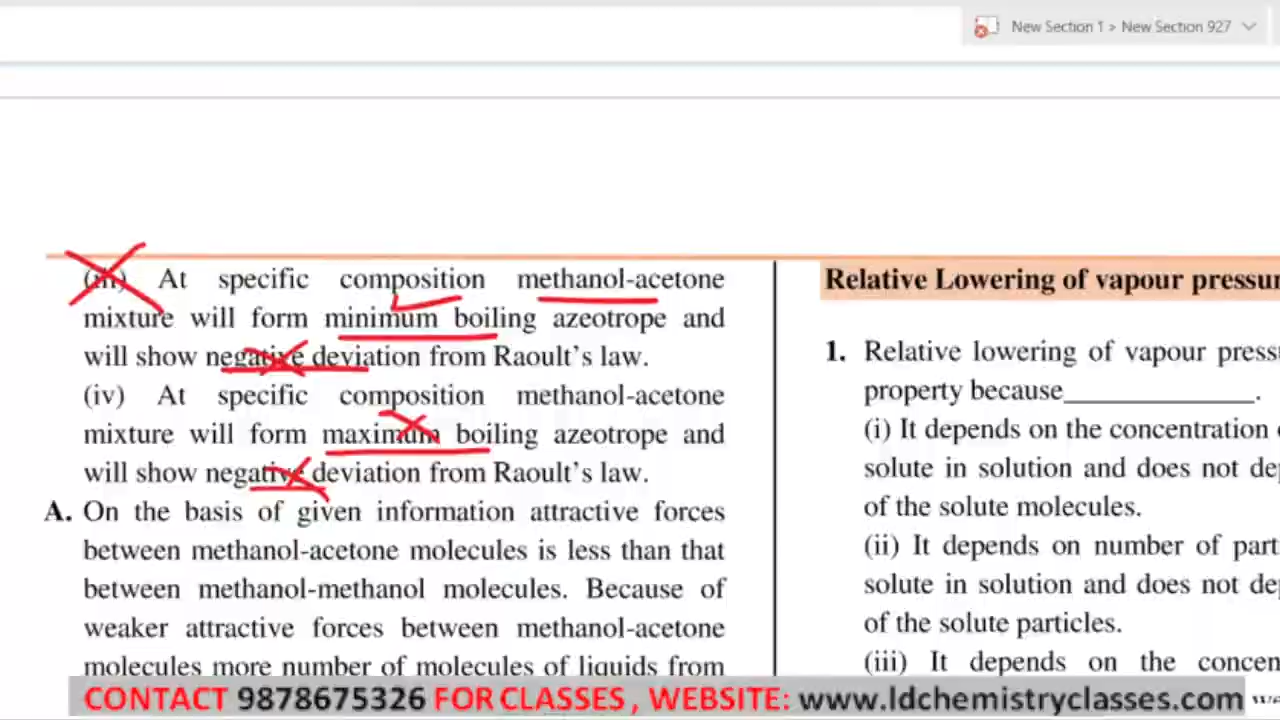 New Section 1 > New Section 927
(iii) At specific composition methanol-acetone
mixture will form minimum boiling azeotrope and
will show negative deviation from Raoult's law.
(iv) At specific composition methanol-acetone
mixture will form maximum boiling azeotrope and
will show negative deviation from Raoult's law.
A. On the basis of given information attractive forces
between methanol-acetone molecules is less than that
between methanol-methanol molecules. Because of
weaker attractive forces between methanol-acetone
molecules more number of molecules of liquids from
Relative Lowering of vapour pressur
1. Relative lowering of vapour press
property because______________.
(i) It depends on the concentration
solute in solution and does not dep
of the solute molecules.
(ii) It depends on number of part
solute in solution and does not dep
of the solute particles.
(iii) It depends on the concen
CONTACT 9878675326 FOR CLASSES , WEBSITE: www.ldchemistryclasses.com